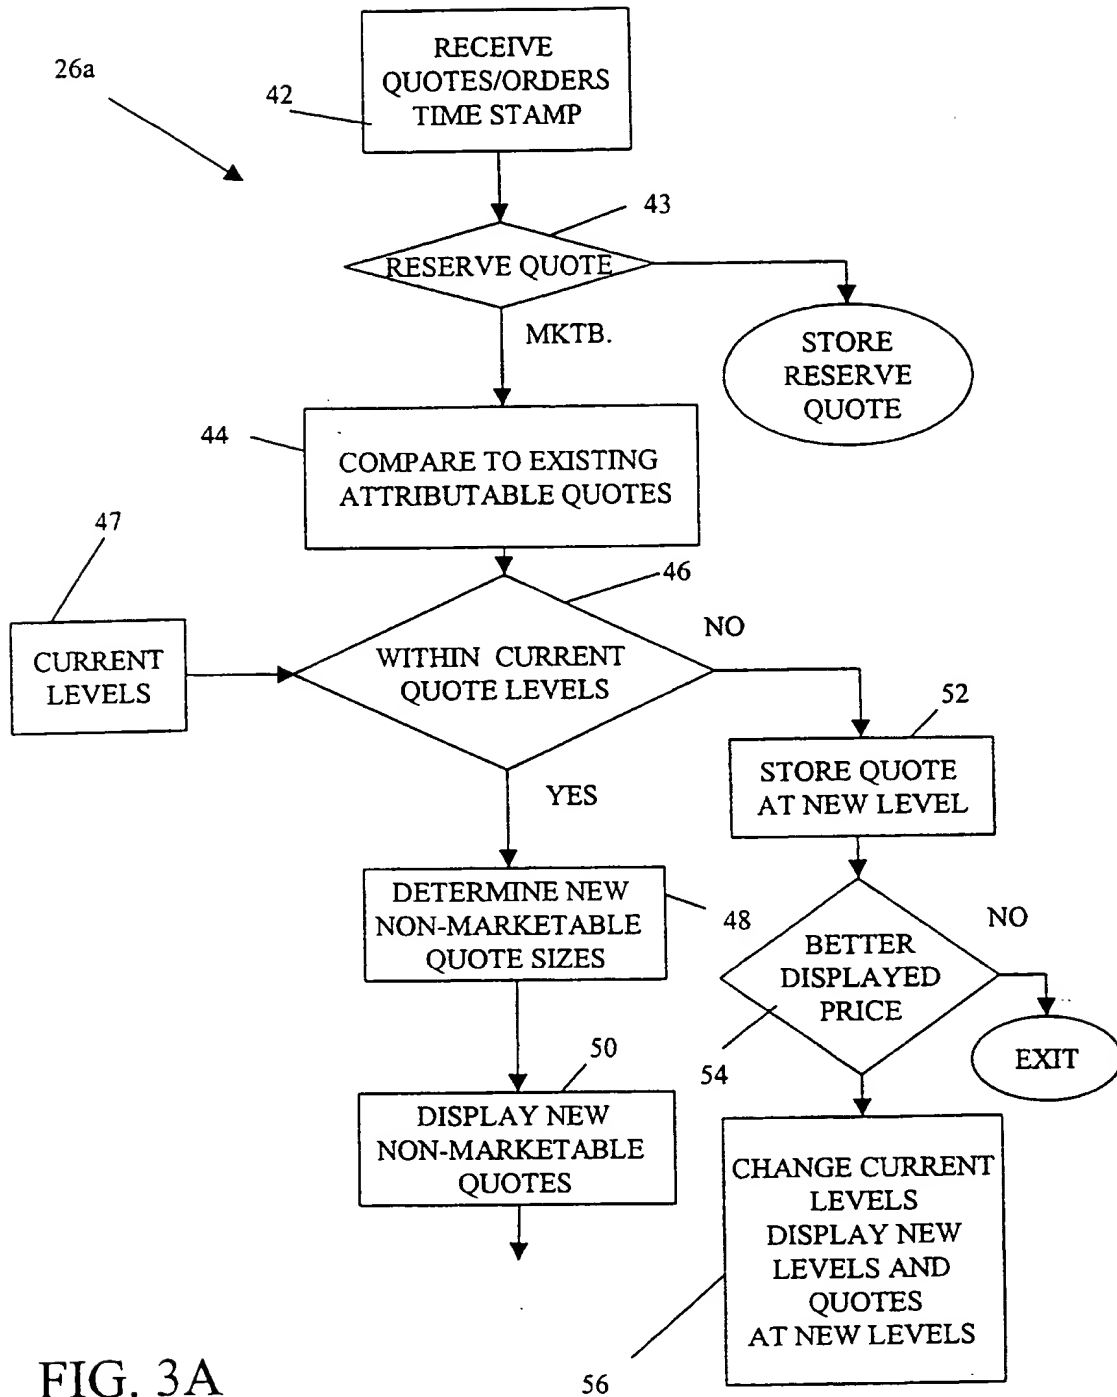 RECEIVE
QUOTES/ORDERS
TIME STAMP
26a
42
43
RESERVE QUOTE
MKTB.
STORE
RESERVE
QUOTE
44
COMPARE TO EXISTING
ATTRIBUTABLE QUOTES
47
46
NO
CURRENT
LEVELS
WITHIN CURRENT
QUOTE LEVELS
52
YES
STORE QUOTE
AT NEW LEVEL
DETERMINE NEW
NON-MARKETABLE
QUOTE SIZES
48
NO
BETTER
DISPLAYED
PRICE
50
54
EXIT
DISPLAY NEW
NON-MARKETABLE
QUOTES
CHANGE CURRENT
LEVELS
DISPLAY NEW
LEVELS AND
QUOTES
AT NEW LEVELS
FIG. 3A
56